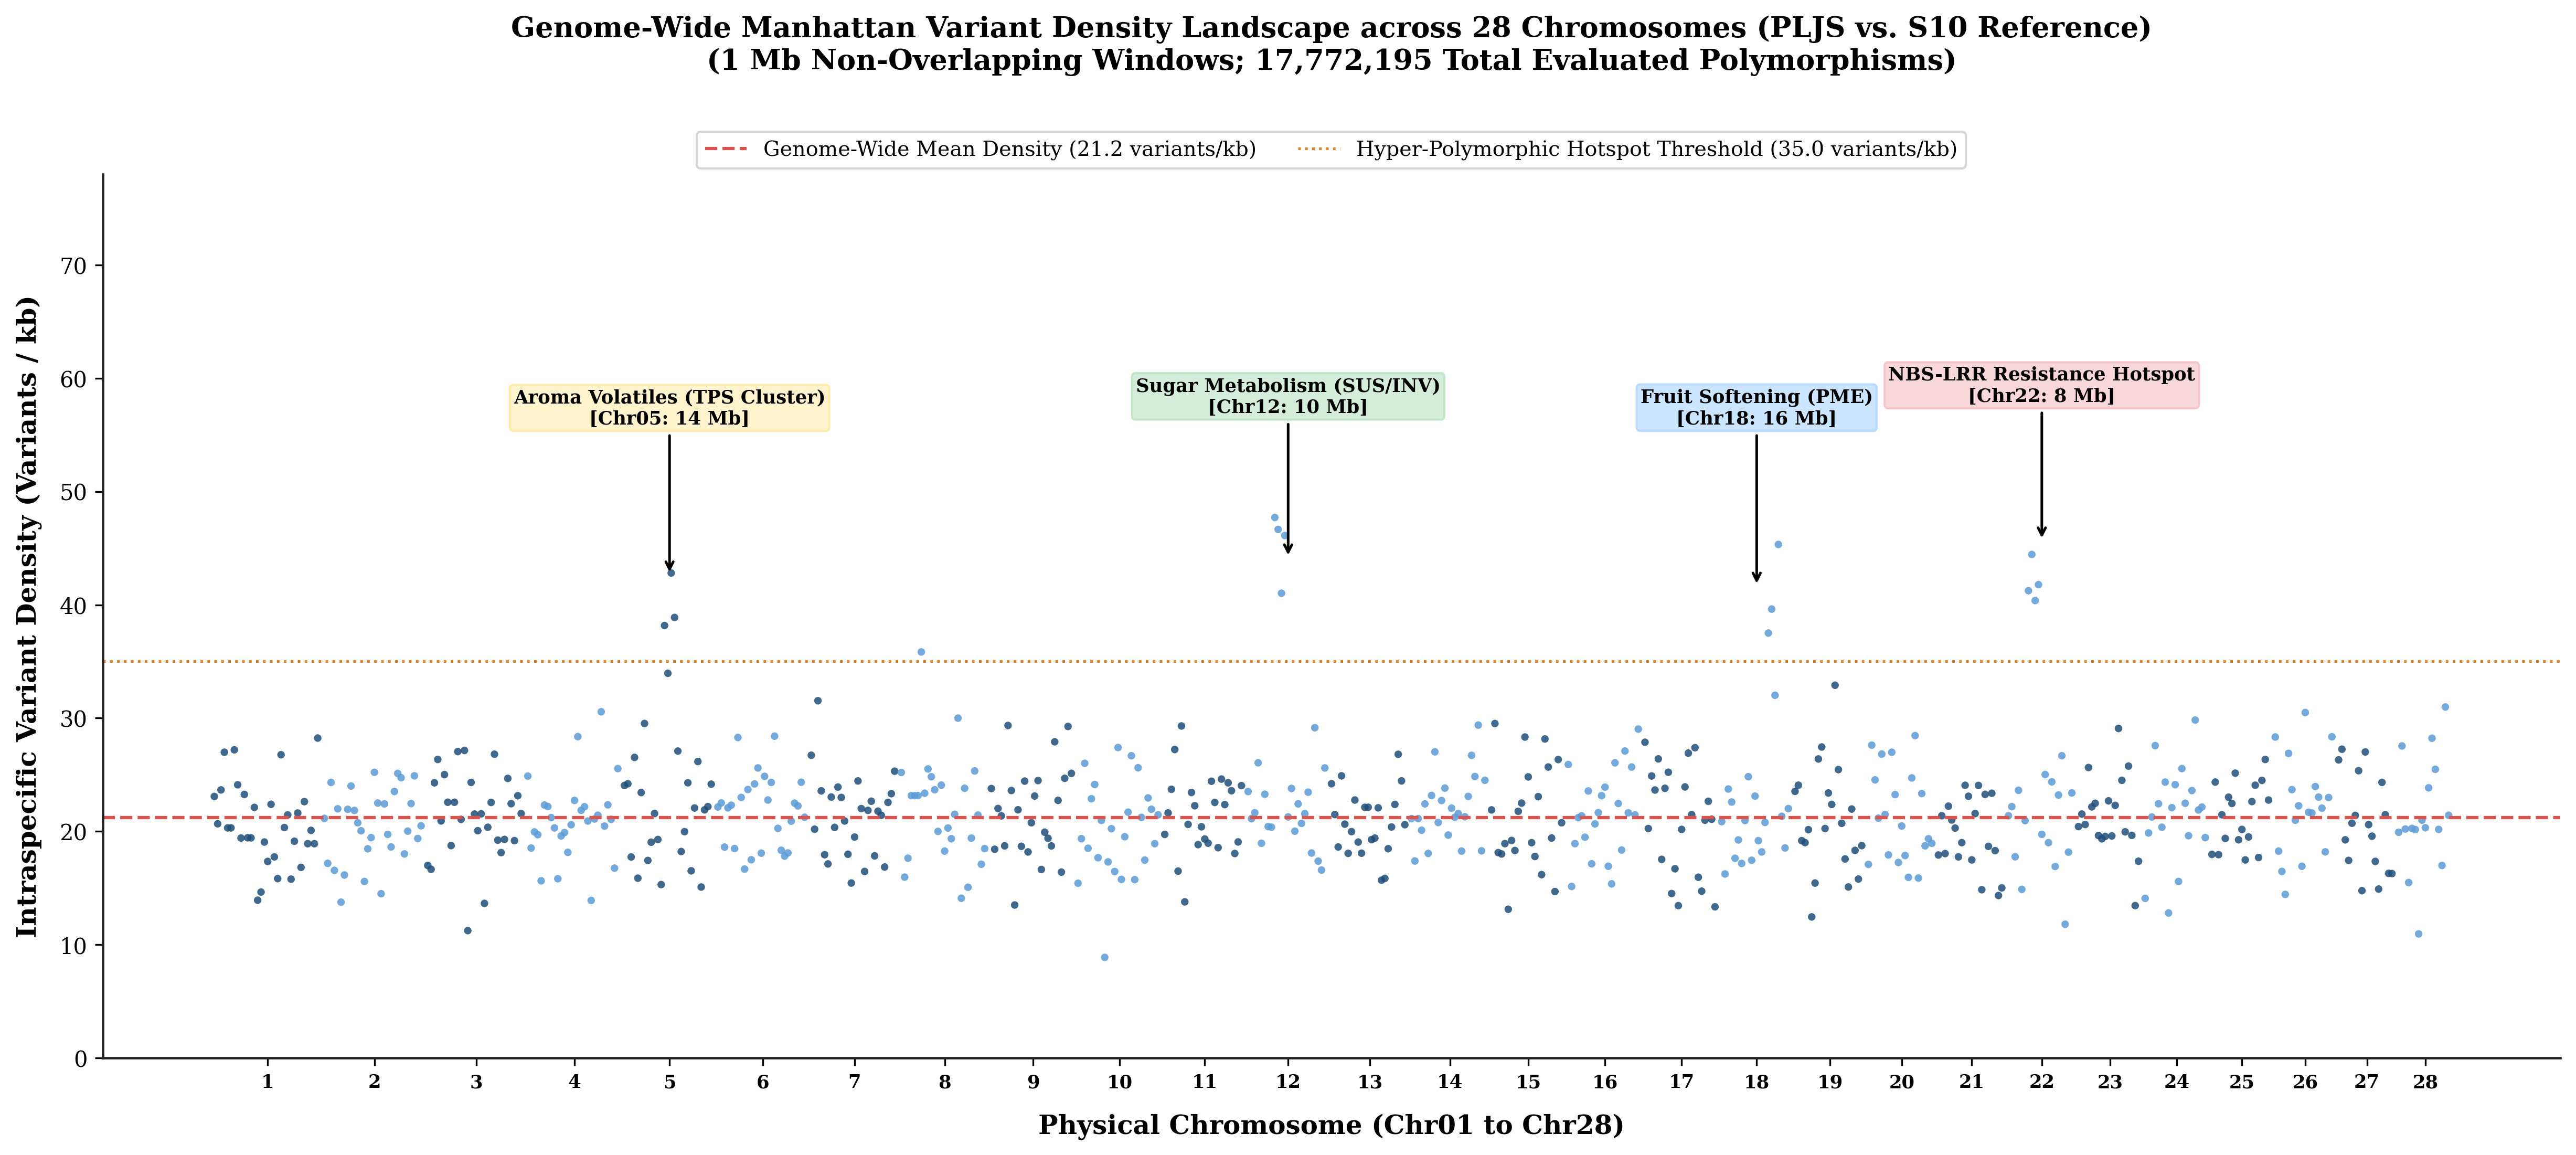 Genome-Wide Manhattan Variant Density Landscape across 28 Chromosomes (PLJS vs. S10 Reference)
(1 Mb Non-Overlapping Windows; 17,772,195 Total Evaluated Polymorphisms)
Genome-Wide Mean Density (21.2 variants/kb)
Hyper-Polymorphic Hotspot Threshold (35.0 variants/kb)
Intraspecific Variant Density (Variants / kb)
70
60
50
40
30
20
10
0
Aroma Volatiles (TPS Cluster)
[Chr05: 14 Mb]
Sugar Metabolism (SUS/INV)
[Chr12: 10 Mb]
Fruit Softening (PME)
[Chr18: 16 Mb]
NBS-LRR Resistance Hotspot
[Chr22: 8 Mb]
1 2 3 4 5 6 7 8 9 10 11 12 13 14 15 16 17 18 19 20 21 22 23 24 25 26 27 28
Physical Chromosome (Chr01 to Chr28)